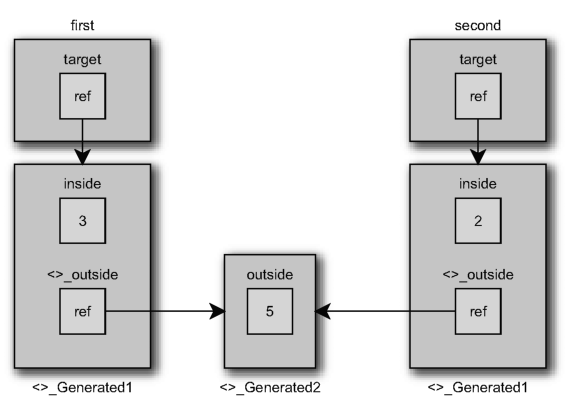 first
second
target
target
ref
ref
inside
inside
3
2
<>_outside
outside
<>_outside
ref
5
ref
<>_Generated1
<>_Generated2
<>_Generated1